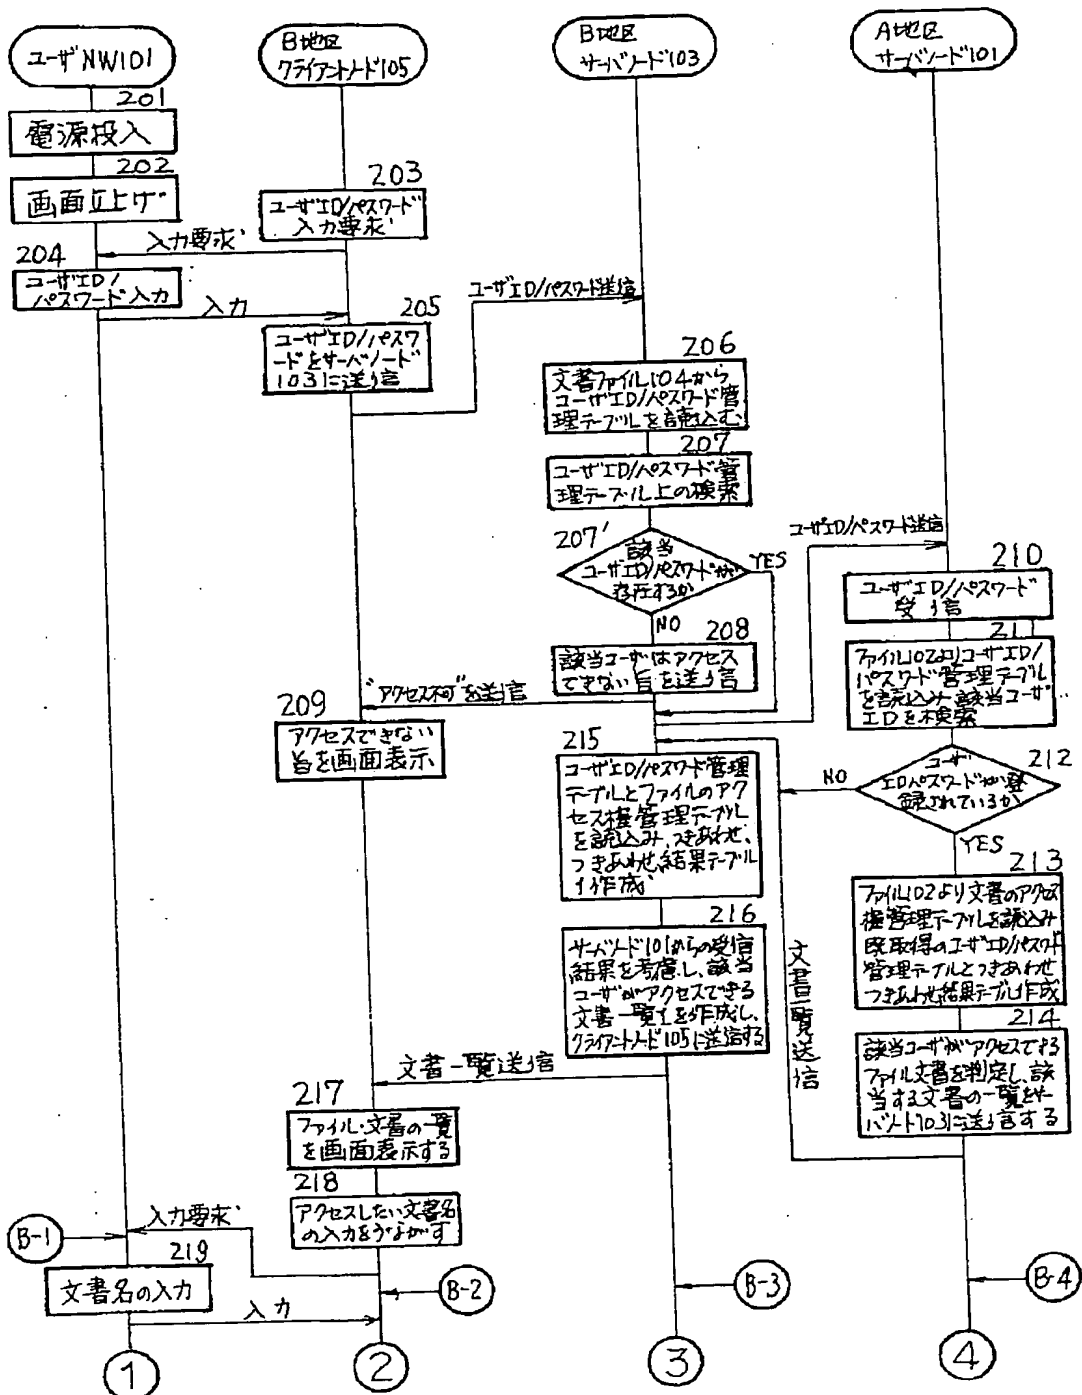 ユーザNW101
B地区
クライアントノード105
B地区
サーバノード103
A地区
サーバノード101
201
電源投入
202
画面立上げ
203
ユーザID/パスワード
入力要求
入力要求
204
ユーザID/
パスワード入力
入力
205
ユーザID/パスワ
ードをサーバノード
103に送信
ユーザID/パスワード送信
206
文書ファイル104から
ユーザID/パスワード管
理テーブルを読込む
207
ユーザID/パスワード管
理テーブル上の検索
207'
該当
ユーザID/パスワードが
存在するか
YES
NO
208
該当ユーザはアクセス
できない旨を送信
"アクセス不可"を送信
209
アクセスできない
旨を画面表示
ユーザID/パスワード送信
210
ユーザID/パスワード
受信
211
ファイル102よりユーザID/
パスワード管理テーブル
を読込み、該当ユーザ
IDを検索
212
ユーザ
IDパスワードが登
録されているか
NO
YES
213
ファイル102より文書のアクセス
権管理テーブルを読込み
既取得のユーザID/パスワード
管理テーブルとつきあわせ
つきあわせ結果テーブル作成
214
該当ユーザがアクセスできる
ファイル文書を判定し、該
当する文書の一覧をサー
バノード103に送信する
文書一覧送信
215
ユーザID/パスワード管理
テーブルとファイルのアク
セス権管理テーブル
を読込み、つきあわせ、
つきあわせ結果テーブル
作成
216
サーバノード101からの受信
結果を考慮し、該当
ユーザがアクセスできる
文書一覧を作成し、
クライアントノード105に送信する
文書一覧送信
217
ファイル・文書の一覧
を画面表示する
218
アクセスしたい文書名
の入力をうながす
入力要求
B-1
219
文書名の入力
入力
B-2
B-3
B-4
1
2
3
4